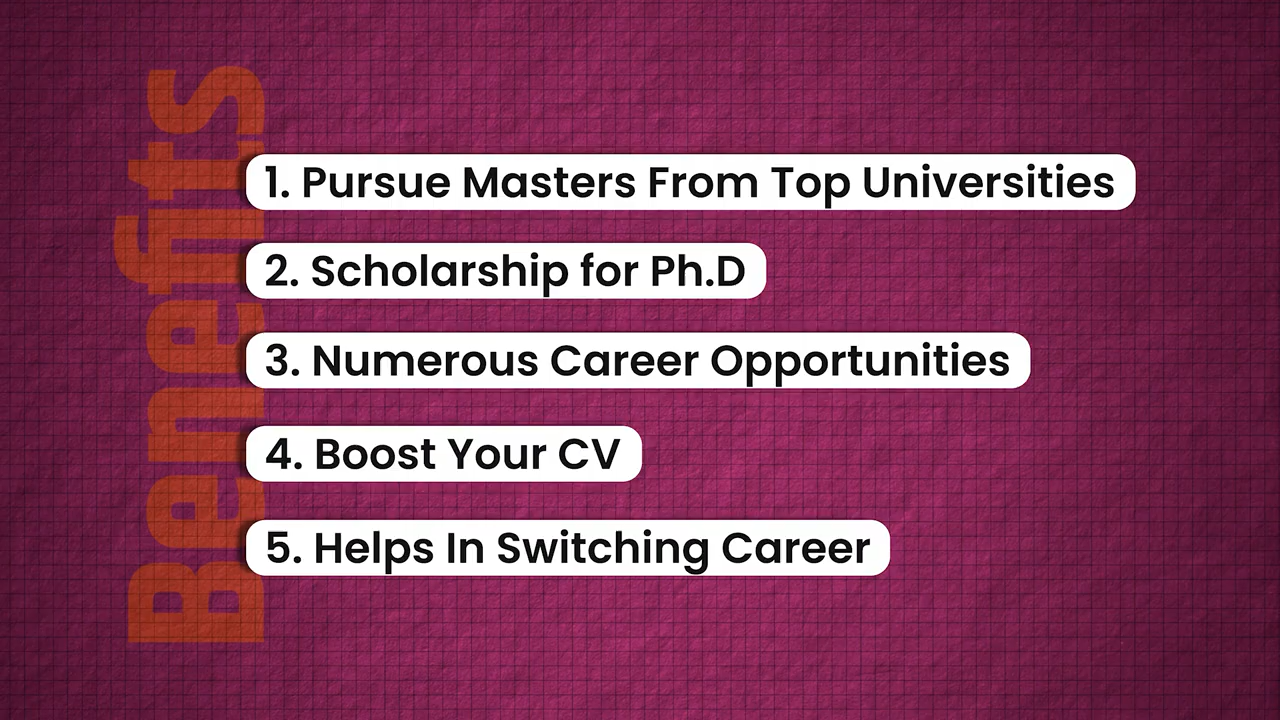 Benefits
1. Pursue Masters From Top Universities
2. Scholarship for Ph.D
3. Numerous Career Opportunities
4. Boost Your CV
5. Helps In Switching Career